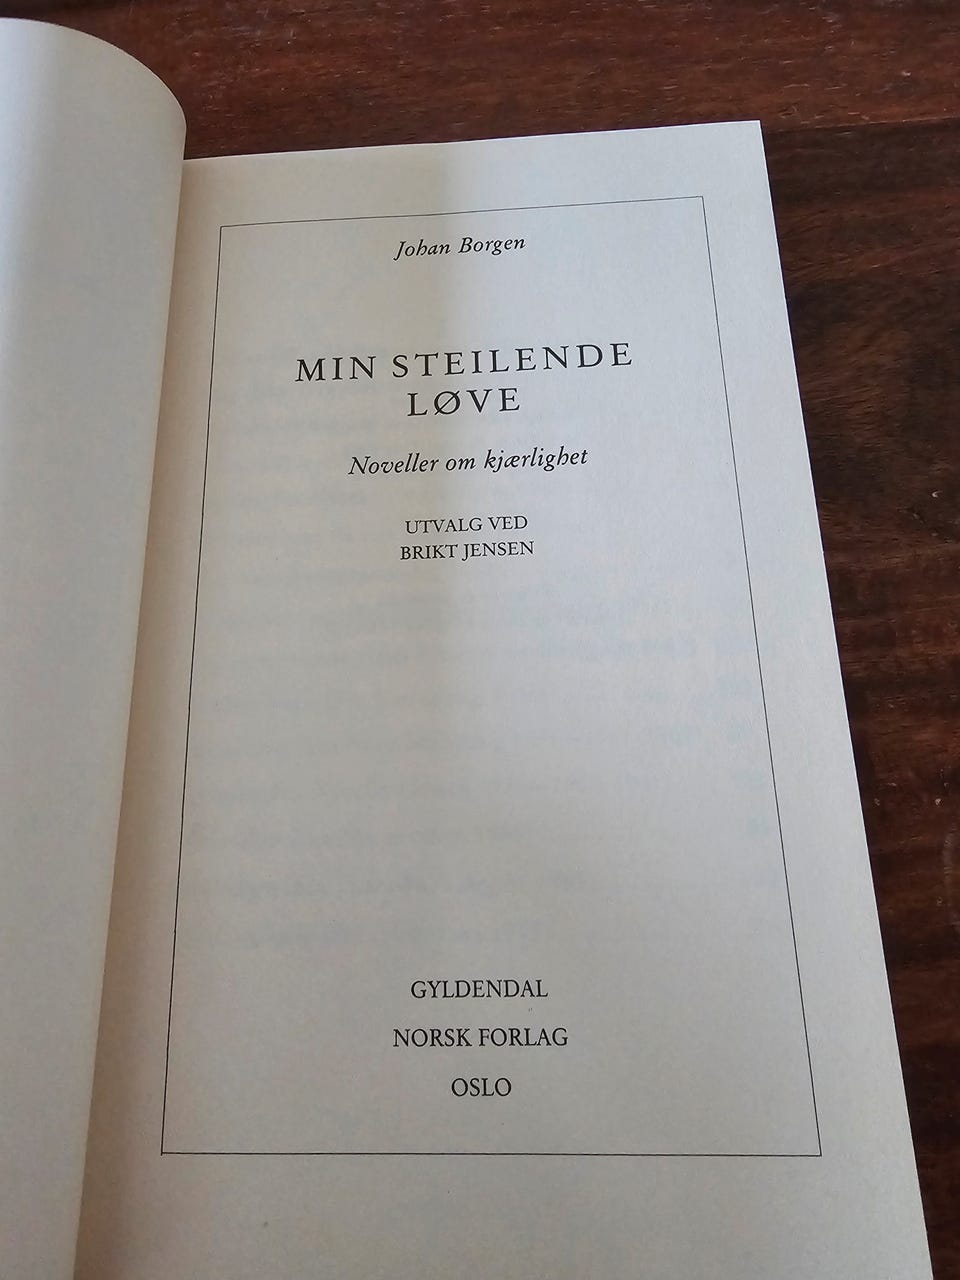 Johan Borgen
MIN STEILENDE
LØVE
Noveller om kjærlighet
UTVALG VED
BRIKT JENSEN
GYLDENDAL
NORSK FORLAG
OSLO